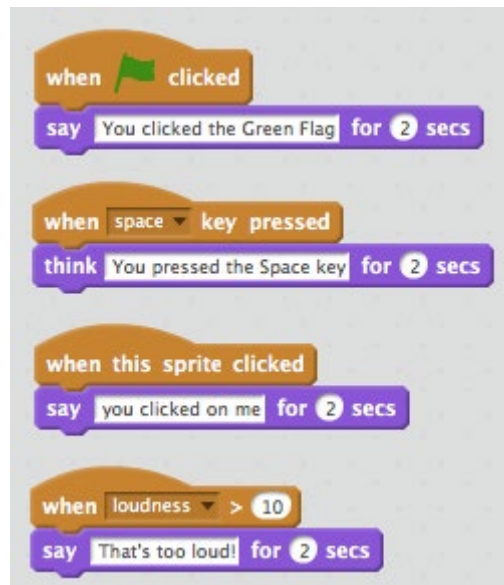 when clicked
say You clicked the Green Flag for 2 secs
when space key pressed
think You pressed the Space key for 2 secs
when this sprite clicked
say you clicked on me for 2 secs
when loudness > 10
say That's too loud! for 2 secs